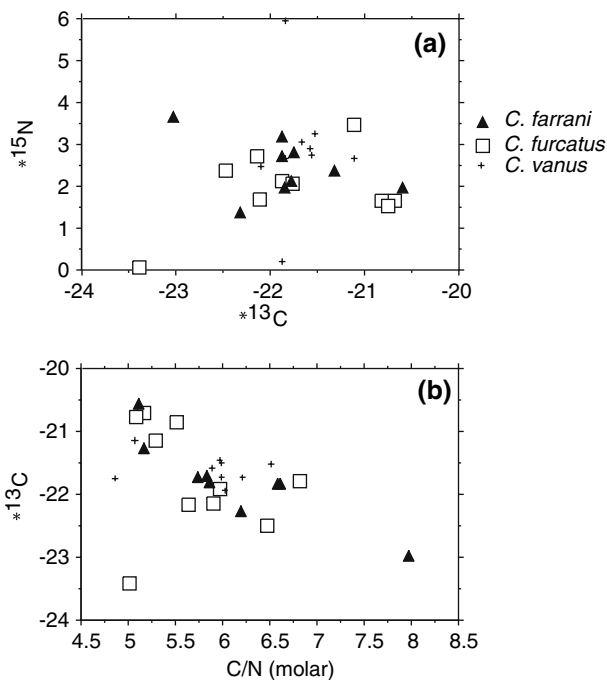 (a)
6
5
4
3
2
1
0
*15N
-24 -23 -22 -21 -20
*13C
C. farrani
C. furcatus
C. vanus
(b)
-20
-21
-22
-23
-24
*13C
4.5 5 5.5 6 6.5 7 7.5 8 8.5
C/N (molar)